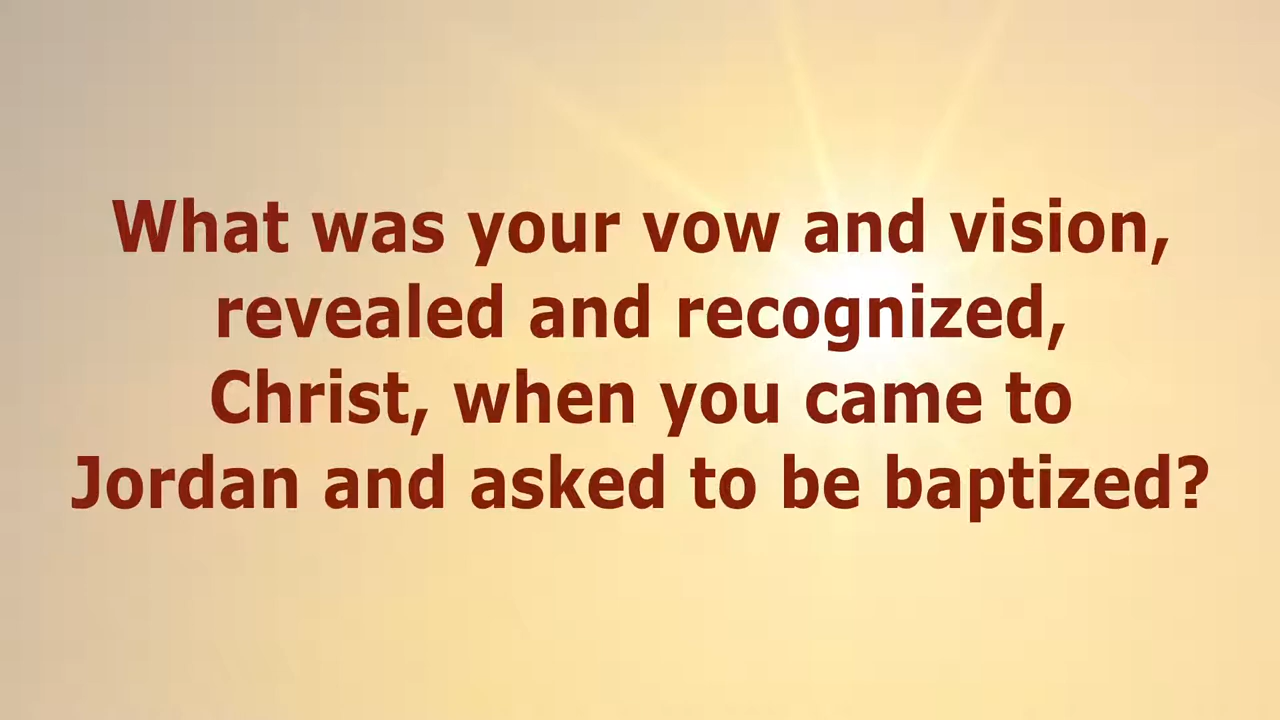 What was your vow and vision,
revealed and recognized,
Christ, when you came to
Jordan and asked to be baptized?